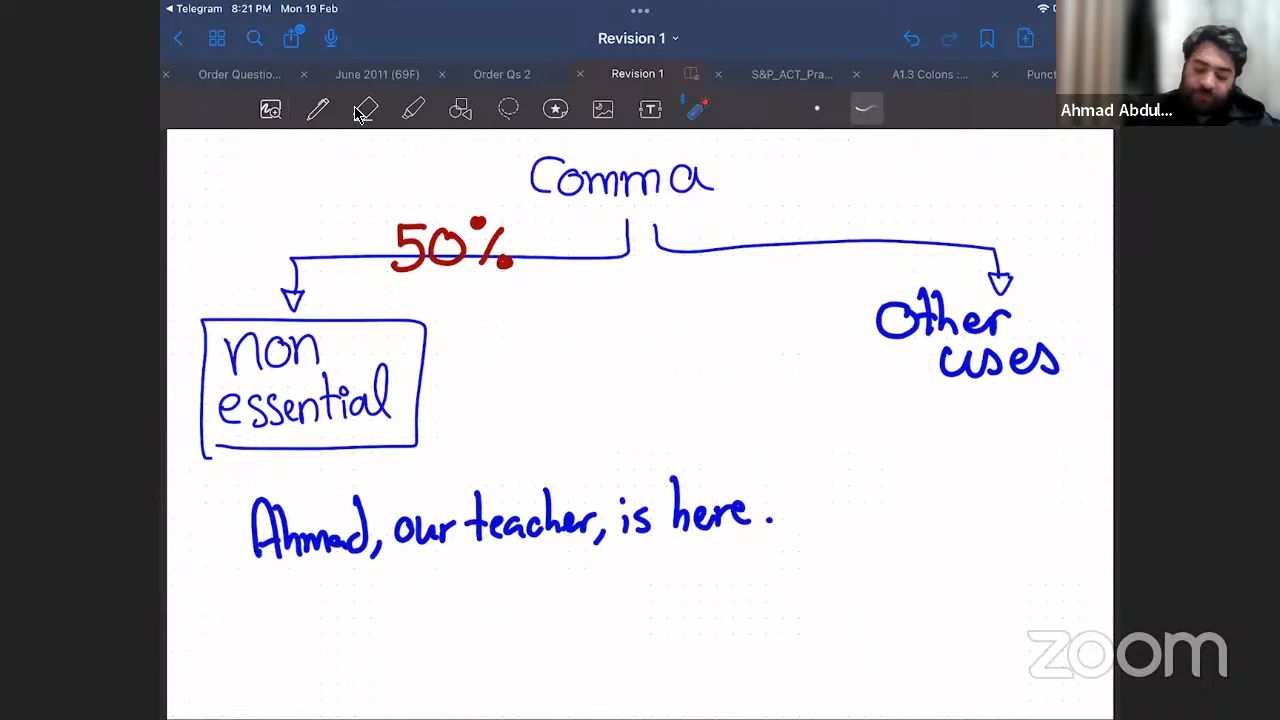 Telegram 8:21 PM Mon 19 Feb
Revision 1
Order Questio... June 2011 (69F) Order Qs 2 Revision 1 S&P_ACT_Pra... A1.3 Colons :... Punct
Ahmad Abdul...
Comma
50%
non
essential
Other
uses
Ahmad, our teacher, is here.
zoom